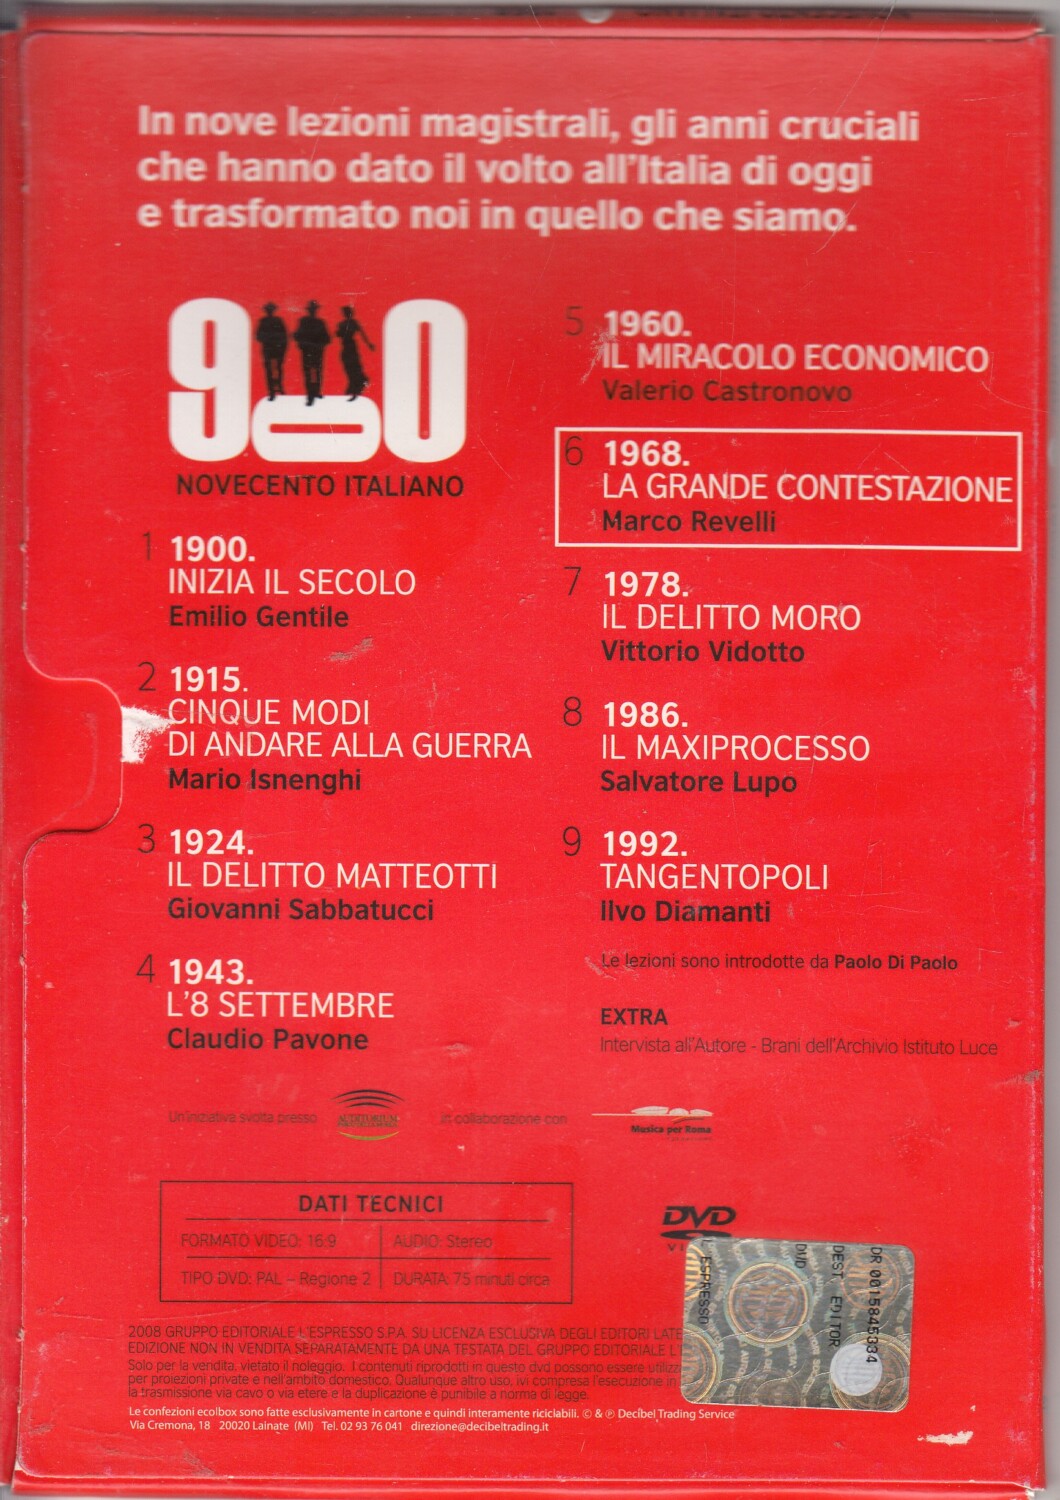 In nove lezioni magistrali, gli anni cruciali
che hanno dato il volto all'Italia di oggi
e trasformato noi in quello che siamo.
900
NOVECENTO ITALIANO
1 1900.
INIZIA IL SECOLO
Emilio Gentile
2 1915.
CINQUE MODI
DI ANDARE ALLA GUERRA
Mario Isnenghi
3 1924.
IL DELITTO MATTEOTTI
Giovanni Sabbatucci
4 1943.
L'8 SETTEMBRE
Claudio Pavone
5 1960.
IL MIRACOLO ECONOMICO
Valerio Castronovo
6 1968.
LA GRANDE CONTESTAZIONE
Marco Revelli
7 1978.
IL DELITTO MORO
Vittorio Vidotto
8 1986.
IL MAXIPROCESSO
Salvatore Lupo
9 1992.
TANGENTOPOLI
Ilvo Diamanti
Le lezioni sono introdotte da Paolo Di Paolo
EXTRA
Intervista all'Autore - Brani dell'Archivio Istituto Luce
Un'iniziativa svolta presso
AUDITORIUM
in collaborazione con
Musica per Roma
DATI TECNICI
FORMATO VIDEO: 16:9 AUDIO: Stereo
TIPO DVD: PAL – Regione 2 DURATA: 75 minuti circa
DVD
L'ESPRESSO
DVD
DEST EDITOR
DR 0015845334
2008 GRUPPO EDITORIALE L'ESPRESSO S.P.A. SU LICENZA ESCLUSIVA DEGLI EDITORI LATE
EDIZIONE NON IN VENDITA SEPARATAMENTE DA UNA TESTATA DEL GRUPPO EDITORIALE L'
Solo per la vendita, vietato il noleggio. I contenuti riprodotti in questo dvd possono essere utilizz
per proiezioni private e nell'ambito domestico. Qualunque altro uso, ivi compresa l'esecuzione in
la trasmissione via cavo o via etere e la duplicazione è punibile a norma di legge.
Le confezioni ecolbox sono fatte esclusivamente in cartone e quindi interamente riciclabili. © & ℗ Decibel Trading Service
Via Cremona, 18 20020 Lainate (MI) Tel. 02 93 76 041 direzione@decibeltrading.it